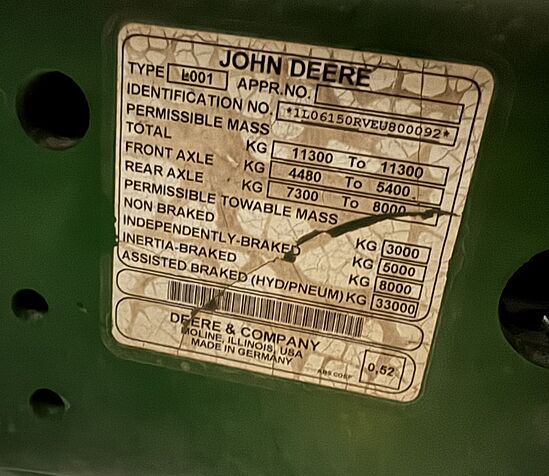 JOHN DEERE
TYPE L001 APPR.NO.
IDENTIFICATION NO. *1L06150RVEU800092*
PERMISSIBLE MASS
TOTAL KG 11300 To 11300
FRONT AXLE KG 4480 To 5400
REAR AXLE KG 7300 To 8000
PERMISSIBLE TOWABLE MASS
NON BRAKED KG 3000
INDEPENDENTLY-BRAKED KG 5000
INERTIA-BRAKED KG 8000
ASSISTED BRAKED (HYD/PNEUM) KG 33000
DEERE & COMPANY
MOLINE, ILLINOIS, USA
MADE IN GERMANY
0,52